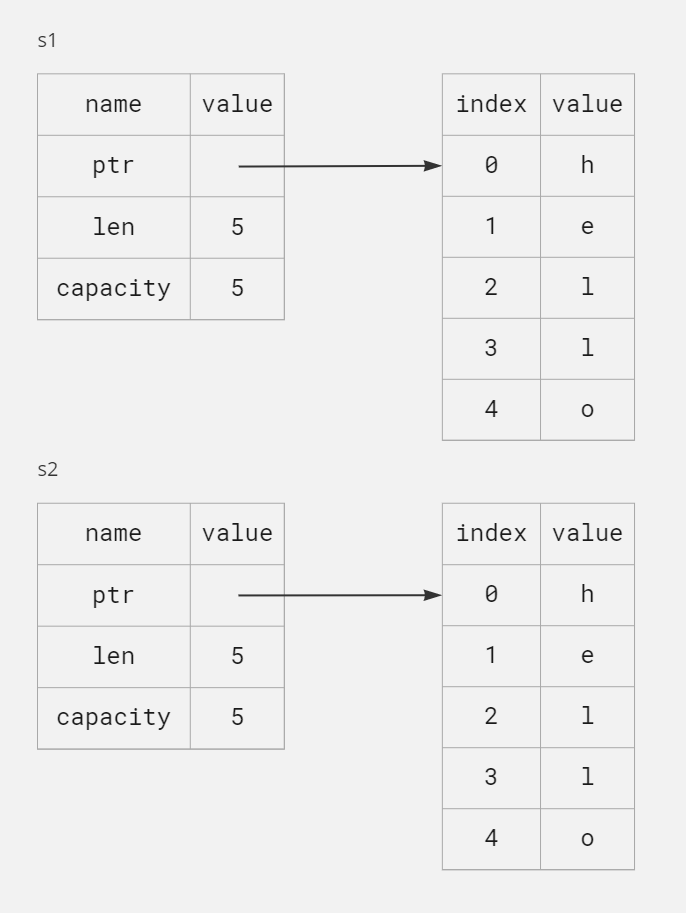 s1
name value
index value
ptr
0 h
len 5
1 e
capacity 5
2 l
3 l
4 o
s2
name value
index value
ptr
0 h
len 5
1 e
capacity 5
2 l
3 l
4 o